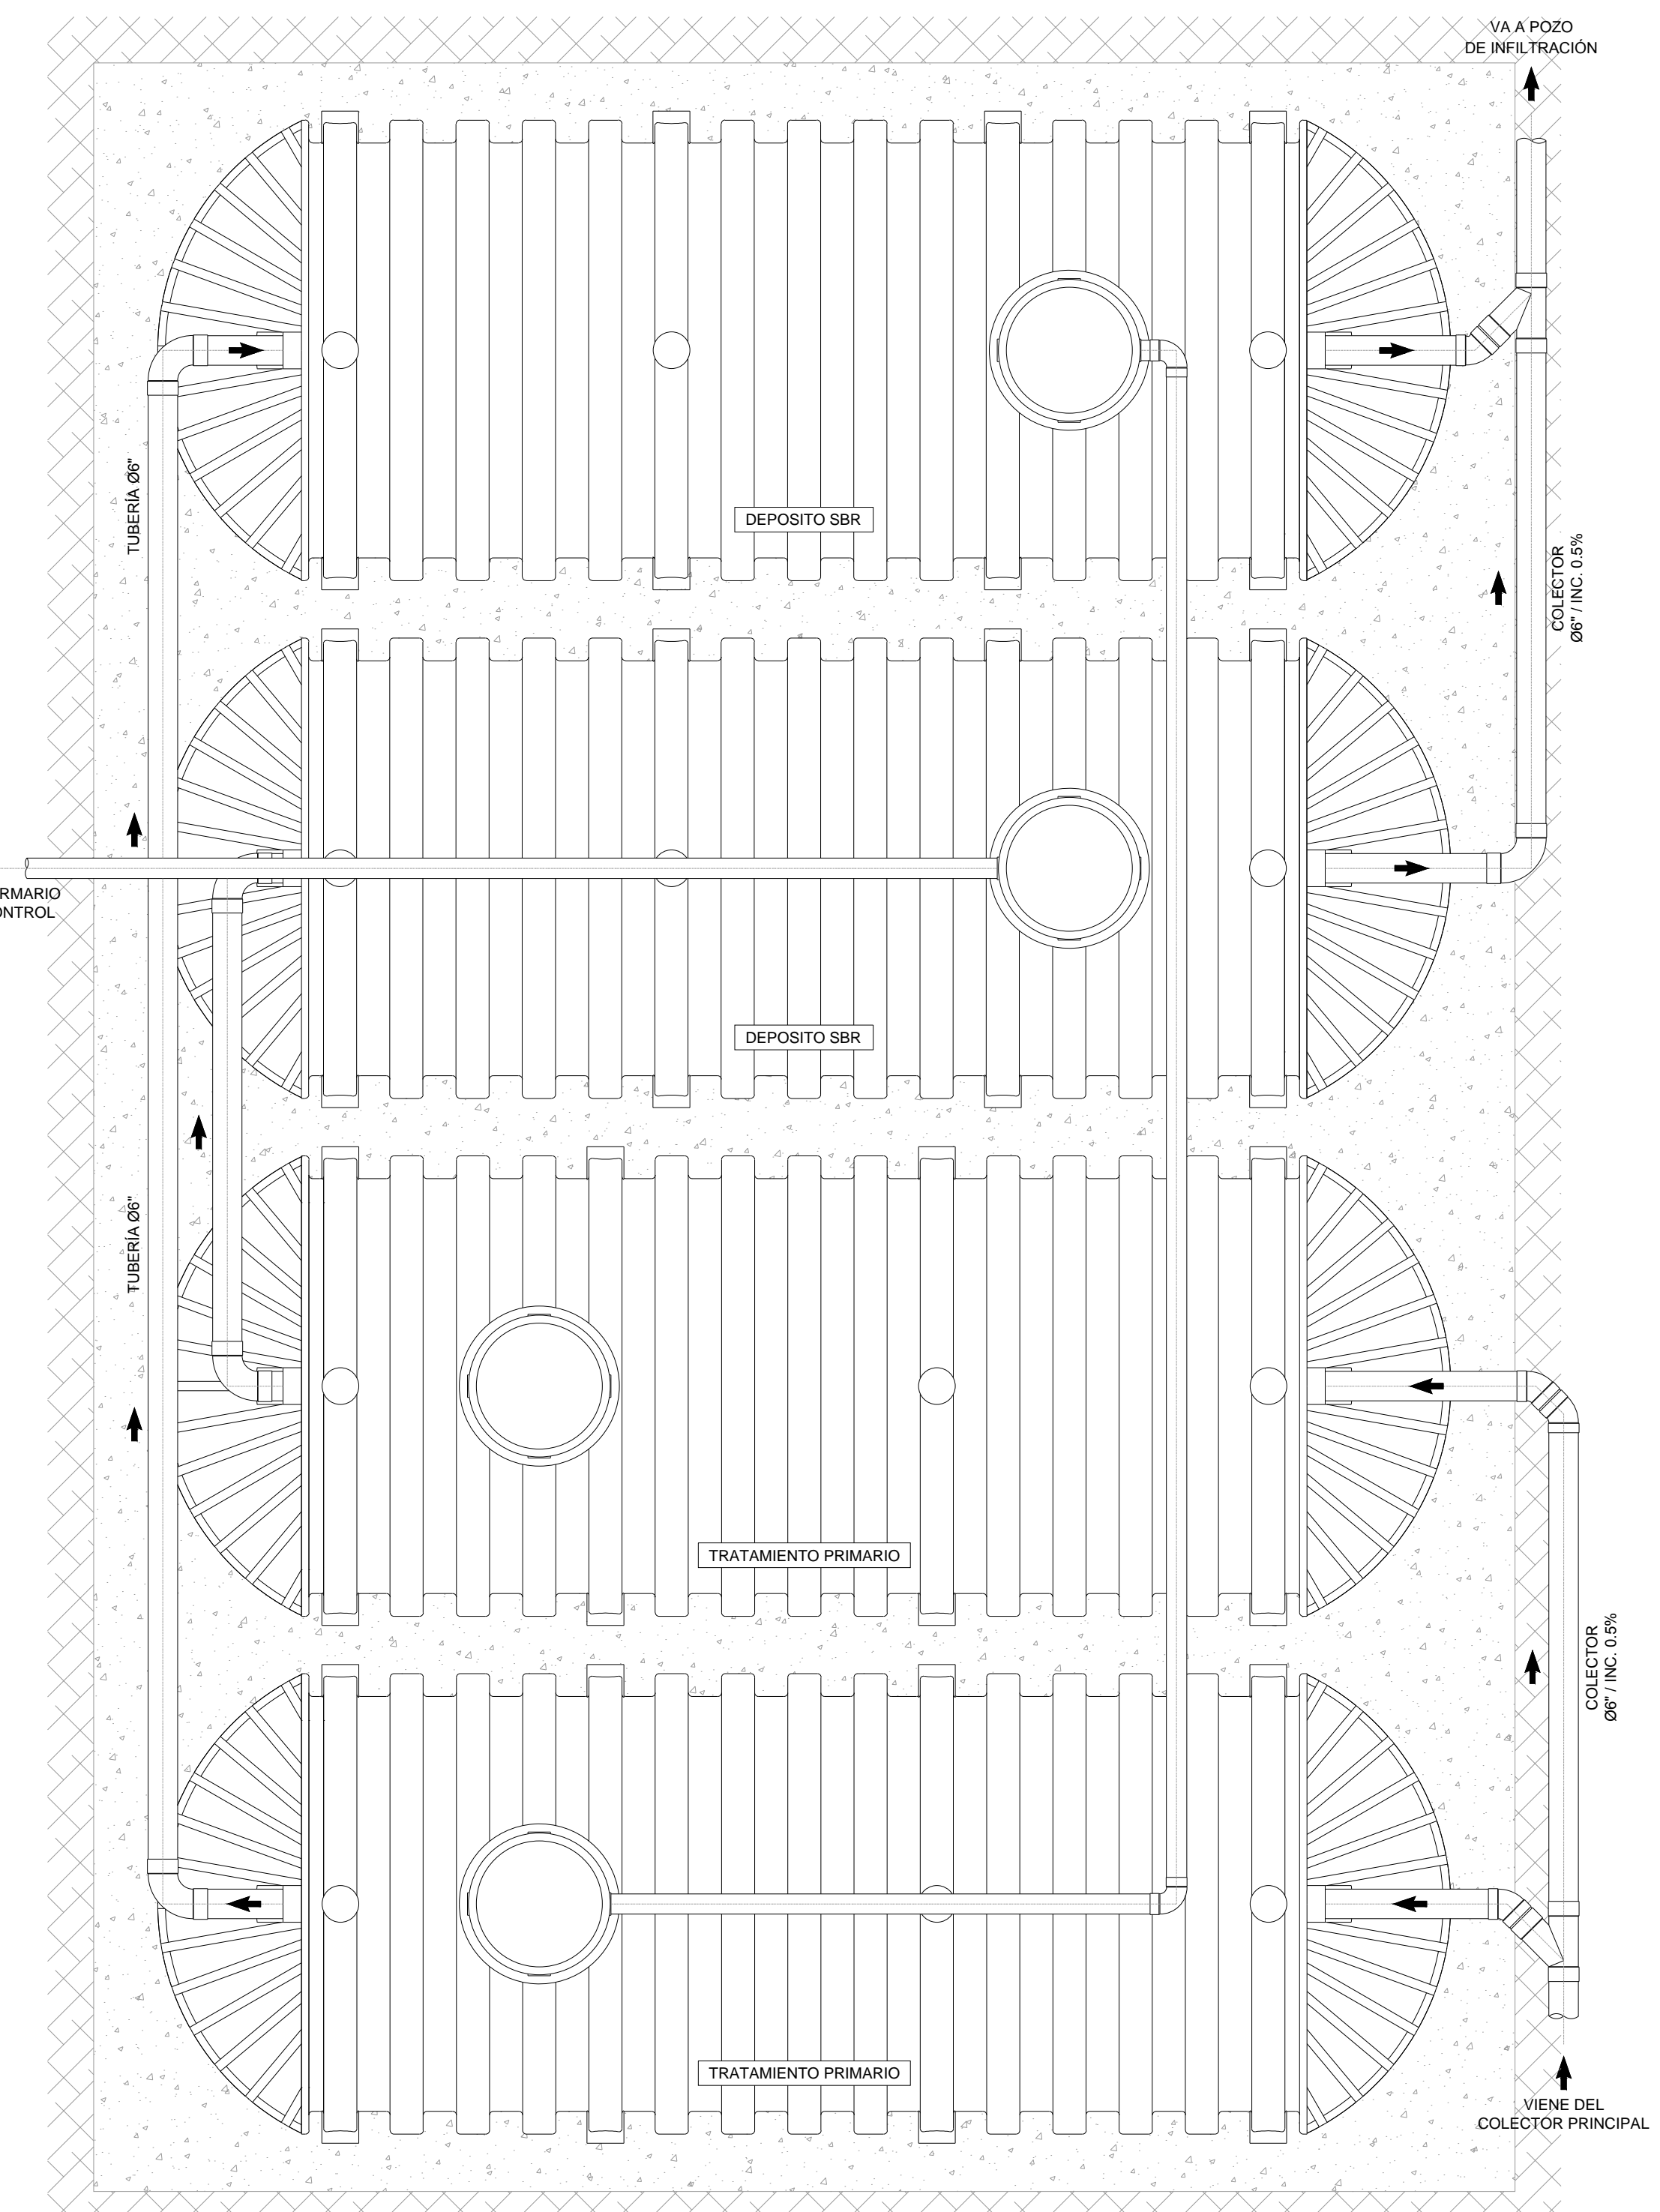 VA A POZO
DE INFILTRACIÓN
TUBERÍA Ø6"
DEPOSITO SBR
COLECTOR
Ø6" / INC. 0.5%
RMARIO
ONTROL
DEPOSITO SBR
TUBERÍA Ø6"
TRATAMIENTO PRIMARIO
COLECTOR
Ø6" / INC. 0.5%
TRATAMIENTO PRIMARIO
VIENE DEL
COLECTOR PRINCIPAL